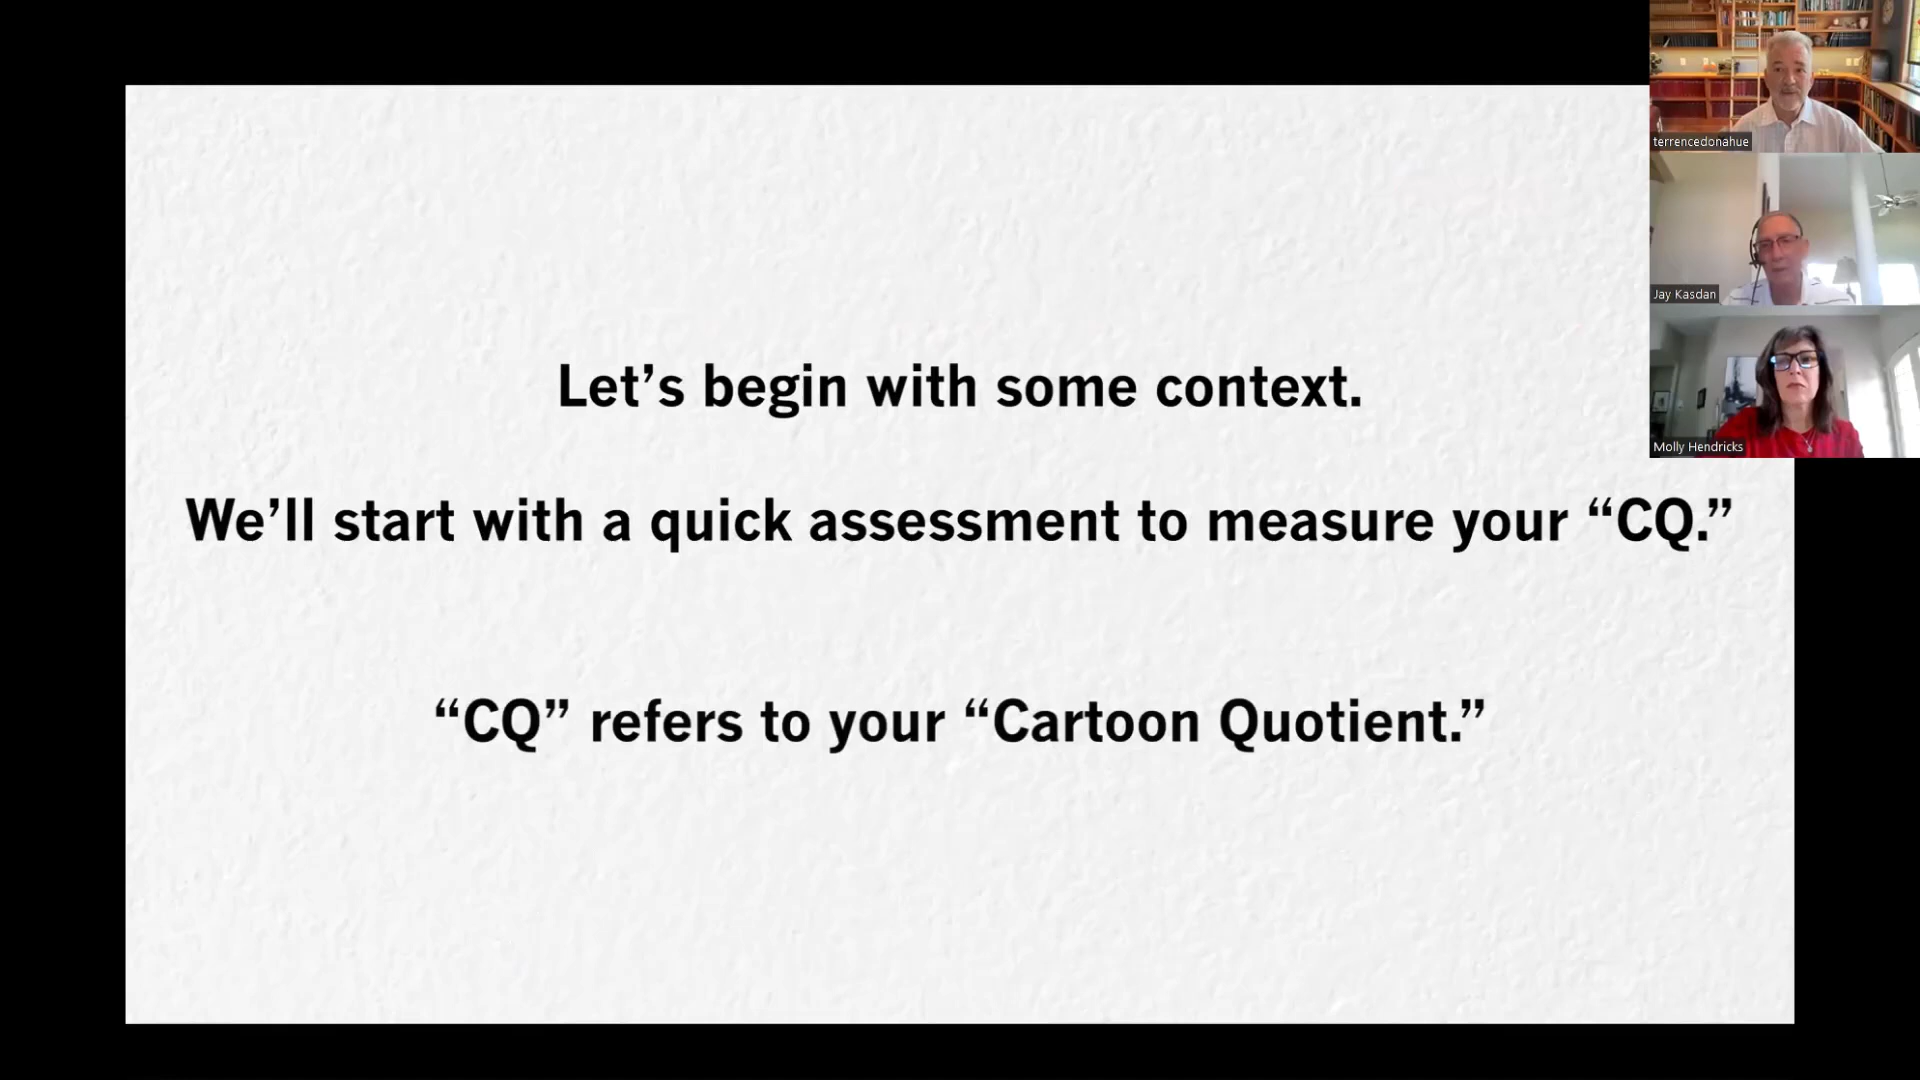 Let’s begin with some context.
We’ll start with a quick assessment to measure your “CQ.”
“CQ” refers to your “Cartoon Quotient.”
terrencedonahue
Jay Kasdan
Molly Hendricks